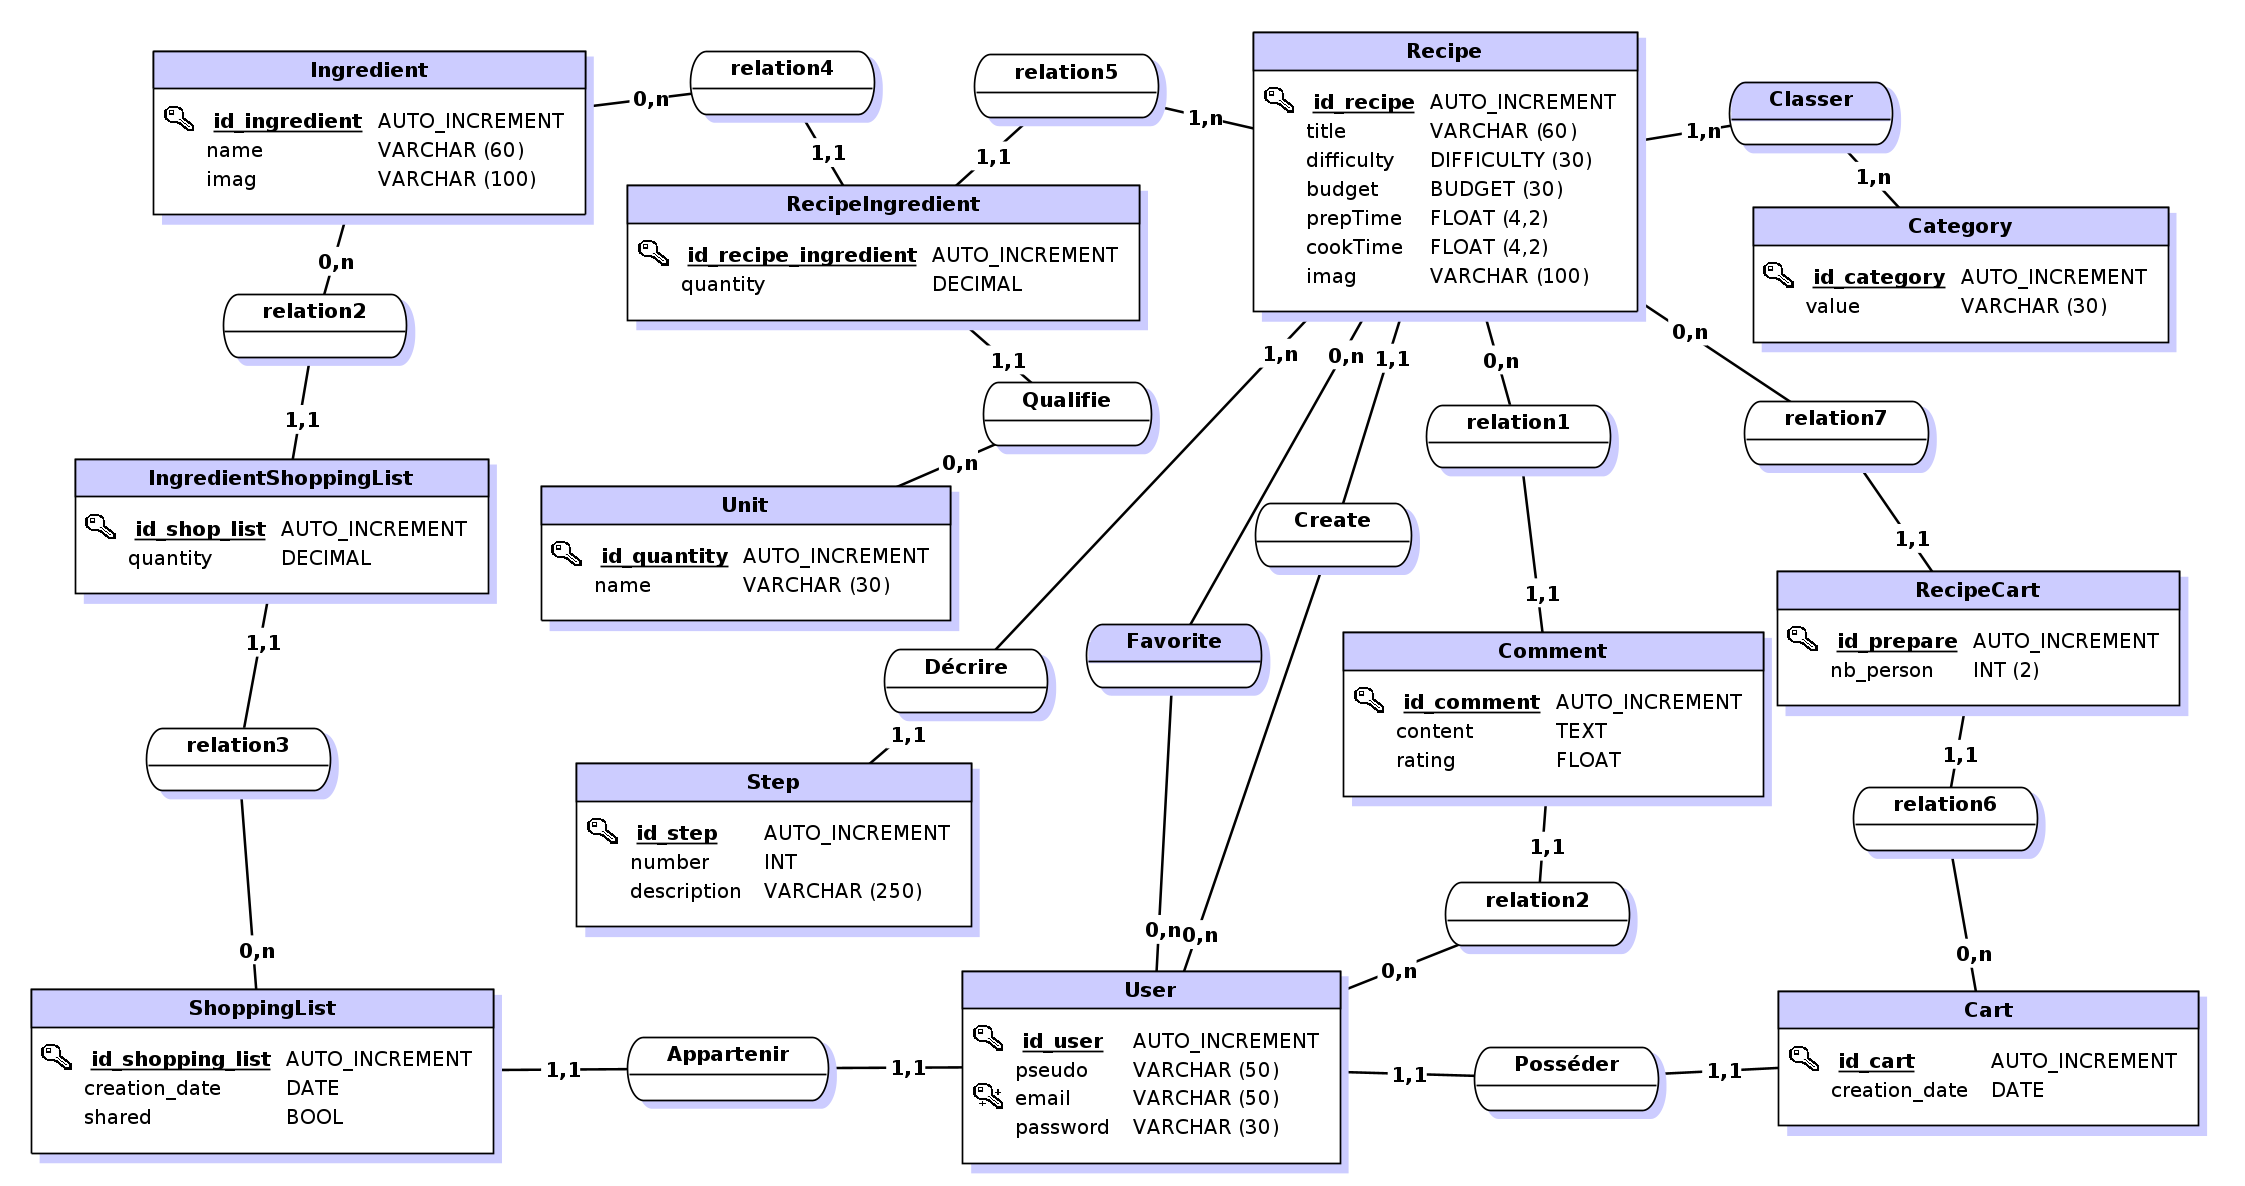 Ingredient
id_ingredient AUTO_INCREMENT
name VARCHAR (60)
imag VARCHAR (100)
0,n
relation4
1,1
relation5
1,1
1,n
Recipe
id_recipe AUTO_INCREMENT
title VARCHAR (60)
difficulty DIFFICULTY (30)
budget BUDGET (30)
prepTime FLOAT (4,2)
cookTime FLOAT (4,2)
imag VARCHAR (100)
1,n
Classer
1,n
Category
id_category AUTO_INCREMENT
value VARCHAR (30)
RecipeIngredient
id_recipe_ingredient AUTO_INCREMENT
quantity DECIMAL
0,n
relation2
1,1
1,1
Qualifie
0,n
1,n
0,n
1,1
0,n
0,n
relation1
relation7
1,1
1,1
IngredientShoppingList
id_shop_list AUTO_INCREMENT
quantity DECIMAL
Unit
id_quantity AUTO_INCREMENT
name VARCHAR (30)
Create
RecipeCart
id_prepare AUTO_INCREMENT
nb_person INT (2)
1,1
relation3
0,n
Décrire
1,1
Favorite
Comment
id_comment AUTO_INCREMENT
content TEXT
rating FLOAT
1,1
relation6
0,n
Step
id_step AUTO_INCREMENT
number INT
description VARCHAR (250)
1,1
relation2
0,n
0,n
0,n
ShoppingList
id_shopping_list AUTO_INCREMENT
creation_date DATE
shared BOOL
1,1
Appartenir
1,1
User
id_user AUTO_INCREMENT
pseudo VARCHAR (50)
email VARCHAR (50)
password VARCHAR (30)
1,1
Posséder
1,1
Cart
id_cart AUTO_INCREMENT
creation_date DATE